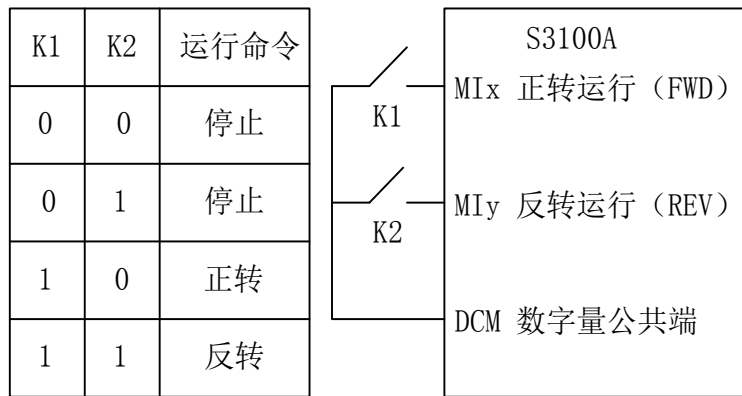 K1 K2 运行命令
0 0 停止
0 1 停止
1 0 正转
1 1 反转
S3100A
K1
MIx 正转运行（FWD）
K2
MIy 反转运行（REV）
DCM 数字量公共端